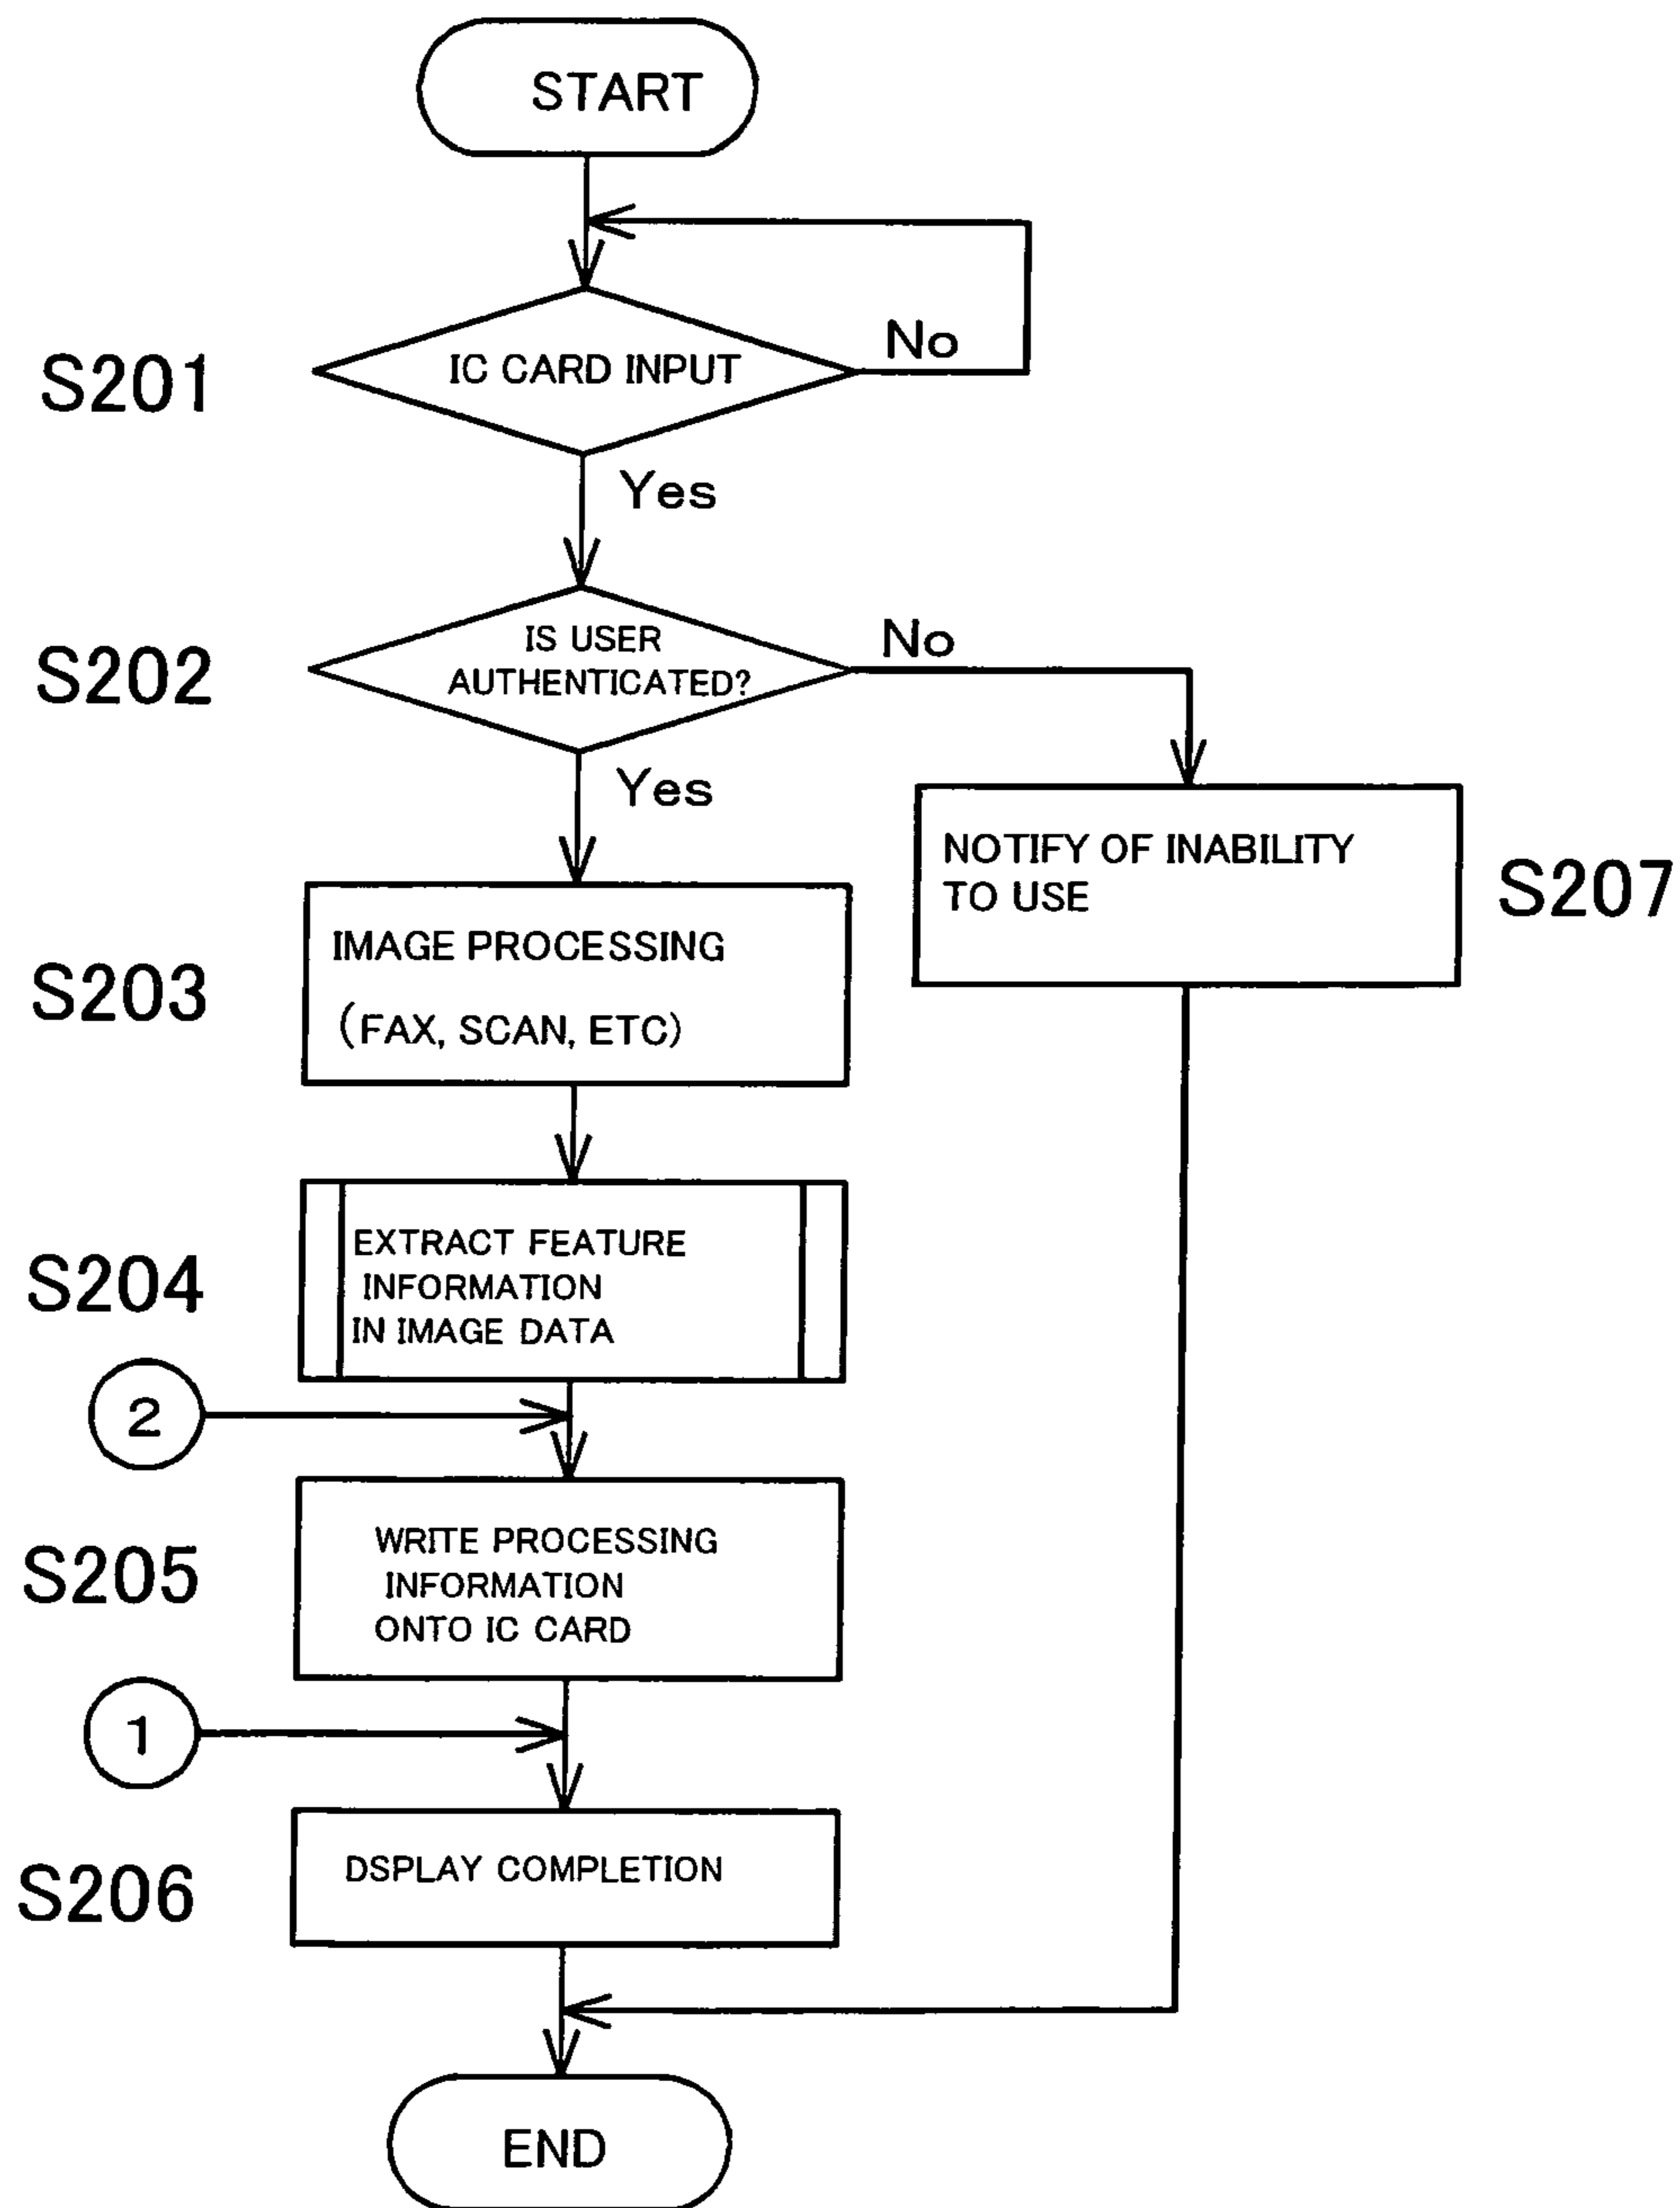 START
S201
IC CARD INPUT
No
Yes
S202
IS USER
AUTHENTICATED?
No
Yes
NOTIFY OF INABILITY
TO USE
S207
S203
IMAGE PROCESSING
(FAX, SCAN, ETC)
S204
EXTRACT FEATURE
INFORMATION
IN IMAGE DATA
2
S205
WRITE PROCESSING
INFORMATION
ONTO IC CARD
1
S206
DSPLAY COMPLETION
END